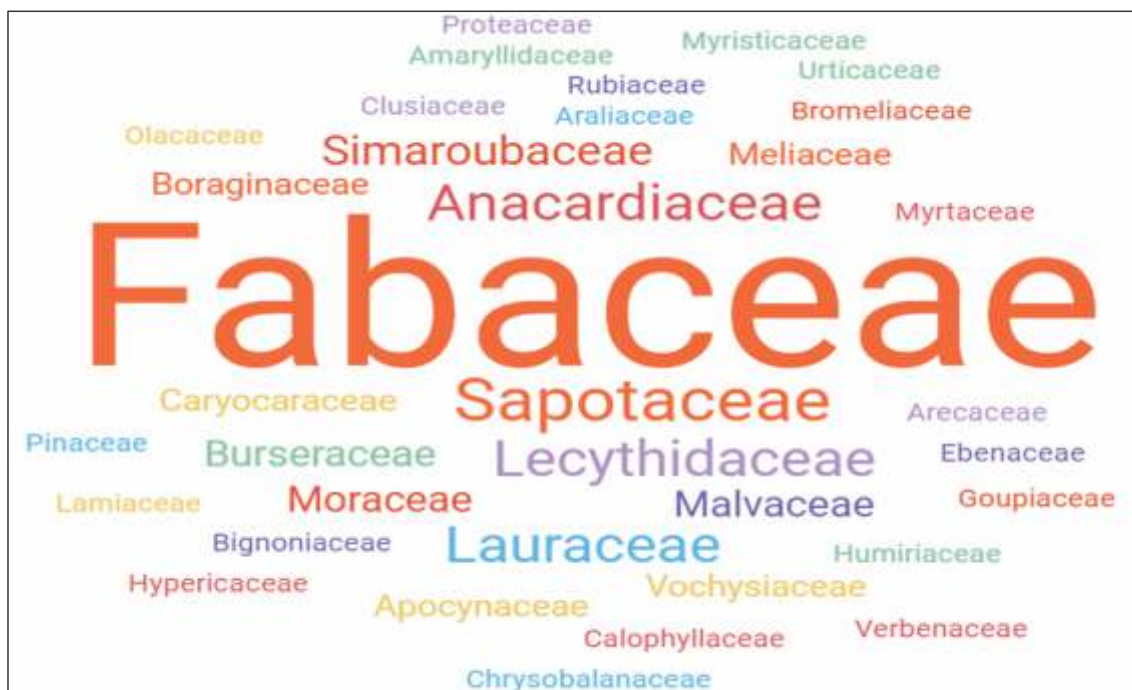 Proteaceae
Amaryllidaceae Myristicaceae
Urticaceae
Rubiaceae
Clusiaceae Araliaceae Bromeliaceae
Olacaceae
Simaroubaceae Meliaceae
Boraginaceae
Anacardiaceae Myrtaceae
Fabaceae
Caryocaraceae Sapotaceae Arecaceae
Pinaceae Burseraceae Lecythidaceae Ebenaceae
Lamiaceae Moraceae Malvaceae Goupiaceae
Bignoniaceae Lauraceae Humiriaceae
Hypericaceae Vochysiaceae
Apocynaceae
Calophyllaceae Verbenaceae
Chrysobalanaceae